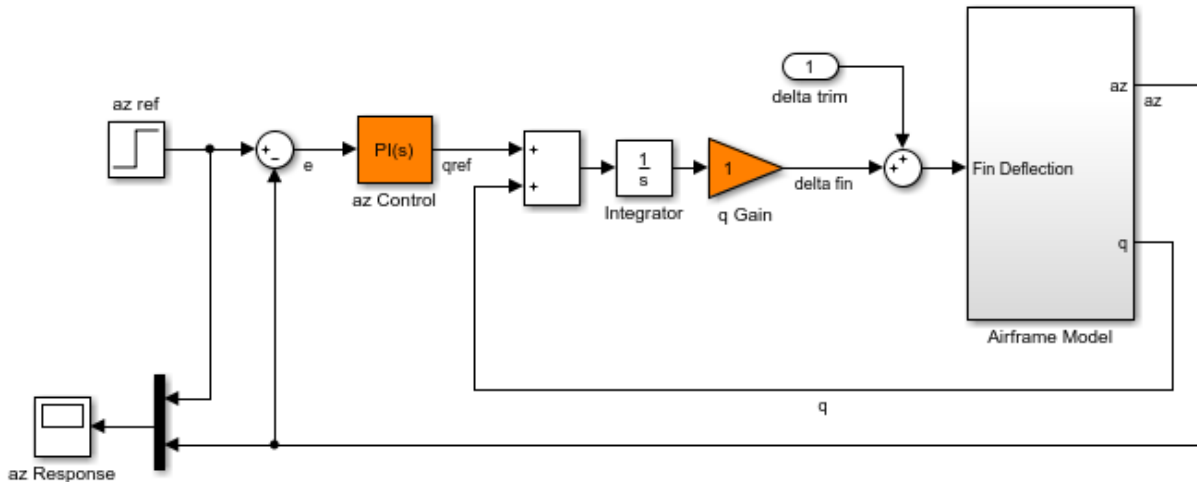 az ref
+
−
e
PI(s)
az Control
qref
+
+
1
s
Integrator
1
q Gain
delta fin
1
delta trim
+
+
Fin Deflection
az
az
q
Airframe Model
q
az Response